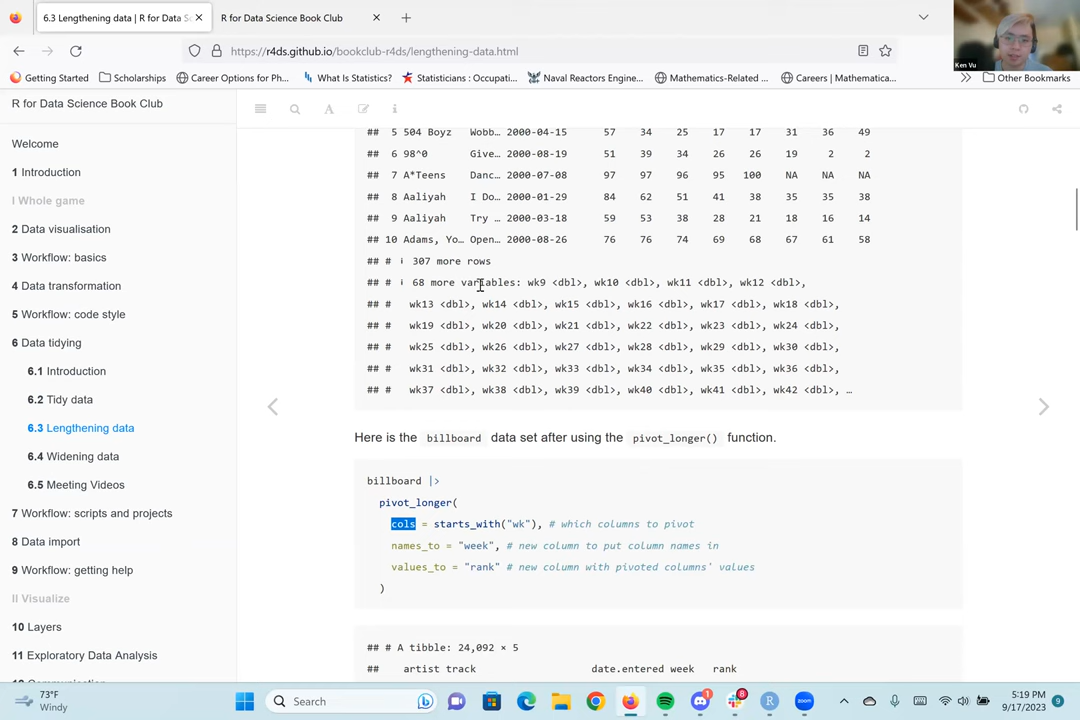 6.3 Lengthening data | R for Data Sc
R for Data Science Book Club
https://r4ds.github.io/bookclub-r4ds/lengthening-data.html
Getting Started
Scholarships
Career Options for Ph...
What Is Statistics?
Statisticians : Occupati...
Naval Reactors Engine...
Mathematics-Related ...
Careers | Mathematica...
Other Bookmarks
Ken Vu
R for Data Science Book Club
Welcome
1 Introduction
I Whole game
2 Data visualisation
3 Workflow: basics
4 Data transformation
5 Workflow: code style
6 Data tidying
6.1 Introduction
6.2 Tidy data
6.3 Lengthening data
6.4 Widening data
6.5 Meeting Videos
7 Workflow: scripts and projects
8 Data import
9 Workflow: getting help
II Visualize
10 Layers
11 Exploratory Data Analysis
## 5 504 Boyz Wobb… 2000-04-15 57 34 25 17 17 31 36 49
## 6 98^0 Give… 2000-08-19 51 39 34 26 26 19 2 2
## 7 A*Teens Danc… 2000-07-08 97 97 96 95 100 NA NA NA
## 8 Aaliyah I Do… 2000-01-29 84 62 51 41 38 35 35 38
## 9 Aaliyah Try … 2000-03-18 59 53 38 28 21 18 16 14
## 10 Adams, Yo… Open… 2000-08-26 76 76 74 69 68 67 61 58
## # ℹ 307 more rows
## # ℹ 68 more variables: wk9 <dbl>, wk10 <dbl>, wk11 <dbl>, wk12 <dbl>,
## # wk13 <dbl>, wk14 <dbl>, wk15 <dbl>, wk16 <dbl>, wk17 <dbl>, wk18 <dbl>,
## # wk19 <dbl>, wk20 <dbl>, wk21 <dbl>, wk22 <dbl>, wk23 <dbl>, wk24 <dbl>,
## # wk25 <dbl>, wk26 <dbl>, wk27 <dbl>, wk28 <dbl>, wk29 <dbl>, wk30 <dbl>,
## # wk31 <dbl>, wk32 <dbl>, wk33 <dbl>, wk34 <dbl>, wk35 <dbl>, wk36 <dbl>,
## # wk37 <dbl>, wk38 <dbl>, wk39 <dbl>, wk40 <dbl>, wk41 <dbl>, wk42 <dbl>, …
Here is the billboard data set after using the pivot_longer() function.
billboard |>
pivot_longer(
cols = starts_with("wk"), # which columns to pivot
names_to = "week", # new column to put column names in
values_to = "rank" # new column with pivoted columns' values
)
## # A tibble: 24,092 × 5
## artist track date.entered week rank
73°F
Windy
Search
1
8
5:19 PM
9/17/2023
9